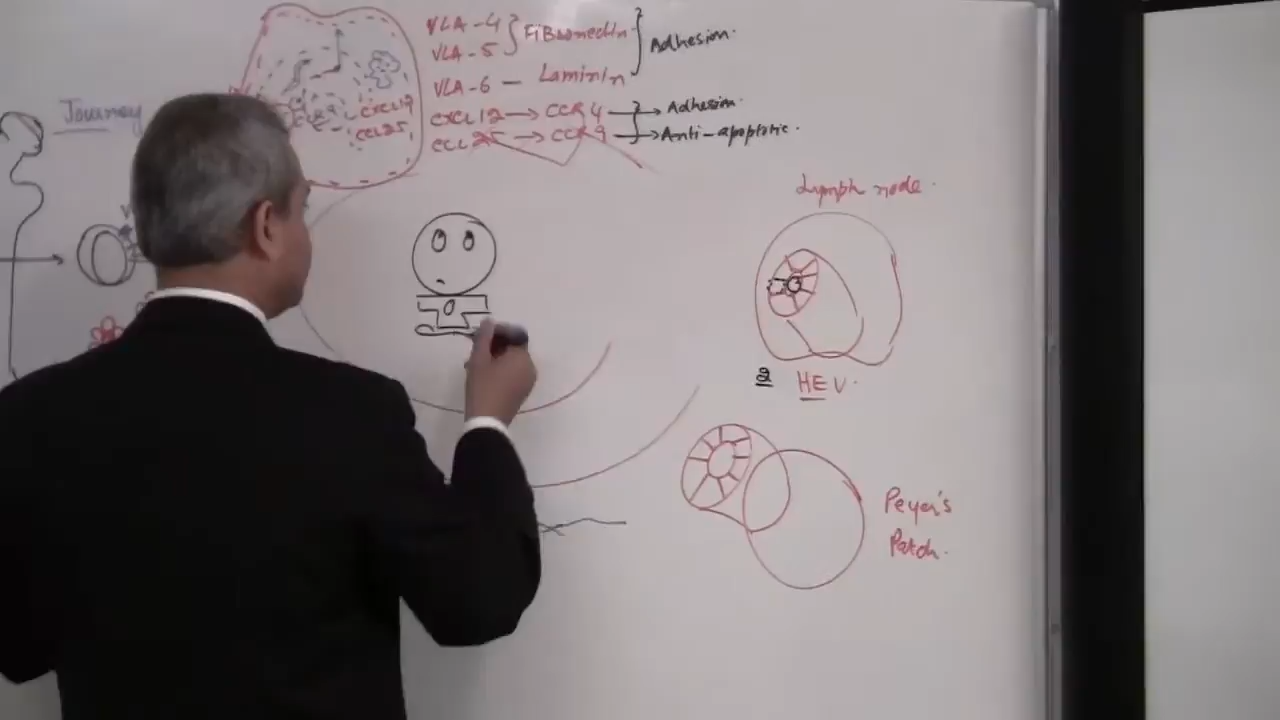 Journey
VLA-4
VLA-5 } Fibronectin
} Adhesion.
VLA-6 — Laminin
CXCL12 → CCR4 → Adhesion.
CCL25 → CCR9 → Anti-apoptotic.
CXCL12
CCL25
Lymph node.
2 HEV.
Peyer's
Patch.